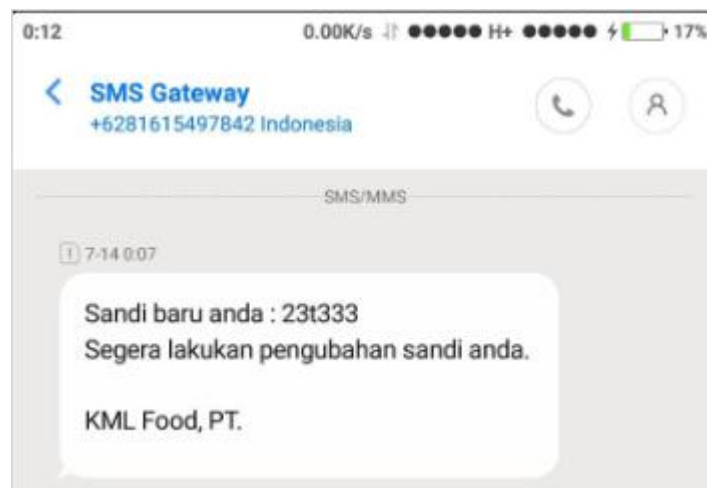 0:12 0.00K/s H+ 17%
SMS Gateway
+6281615497842 Indonesia
SMS/MMS
1 7-14 0:07
Sandi baru anda : 23t333
Segera lakukan pengubahan sandi anda.
KML Food, PT.